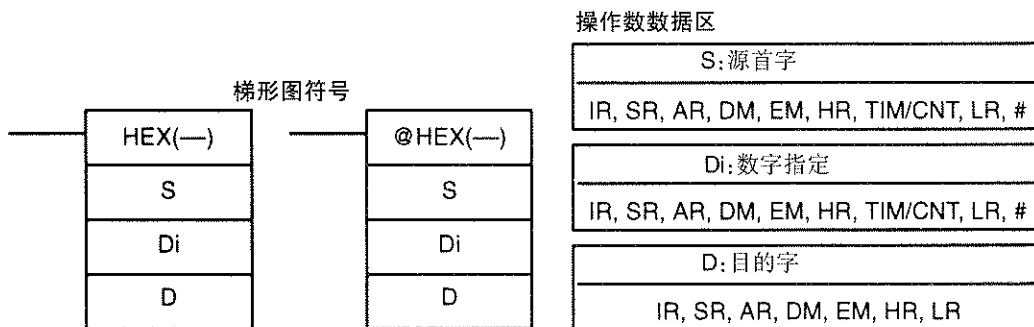 梯形图符号
HEX(—)
S
Di
D
@HEX(—)
S
Di
D
操作数数据区
S:源首字
IR, SR, AR, DM, EM, HR, TIM/CNT, LR, #
Di:数字指定
IR, SR, AR, DM, EM, HR, TIM/CNT, LR, #
D:目的字
IR, SR, AR, DM, EM, HR, LR